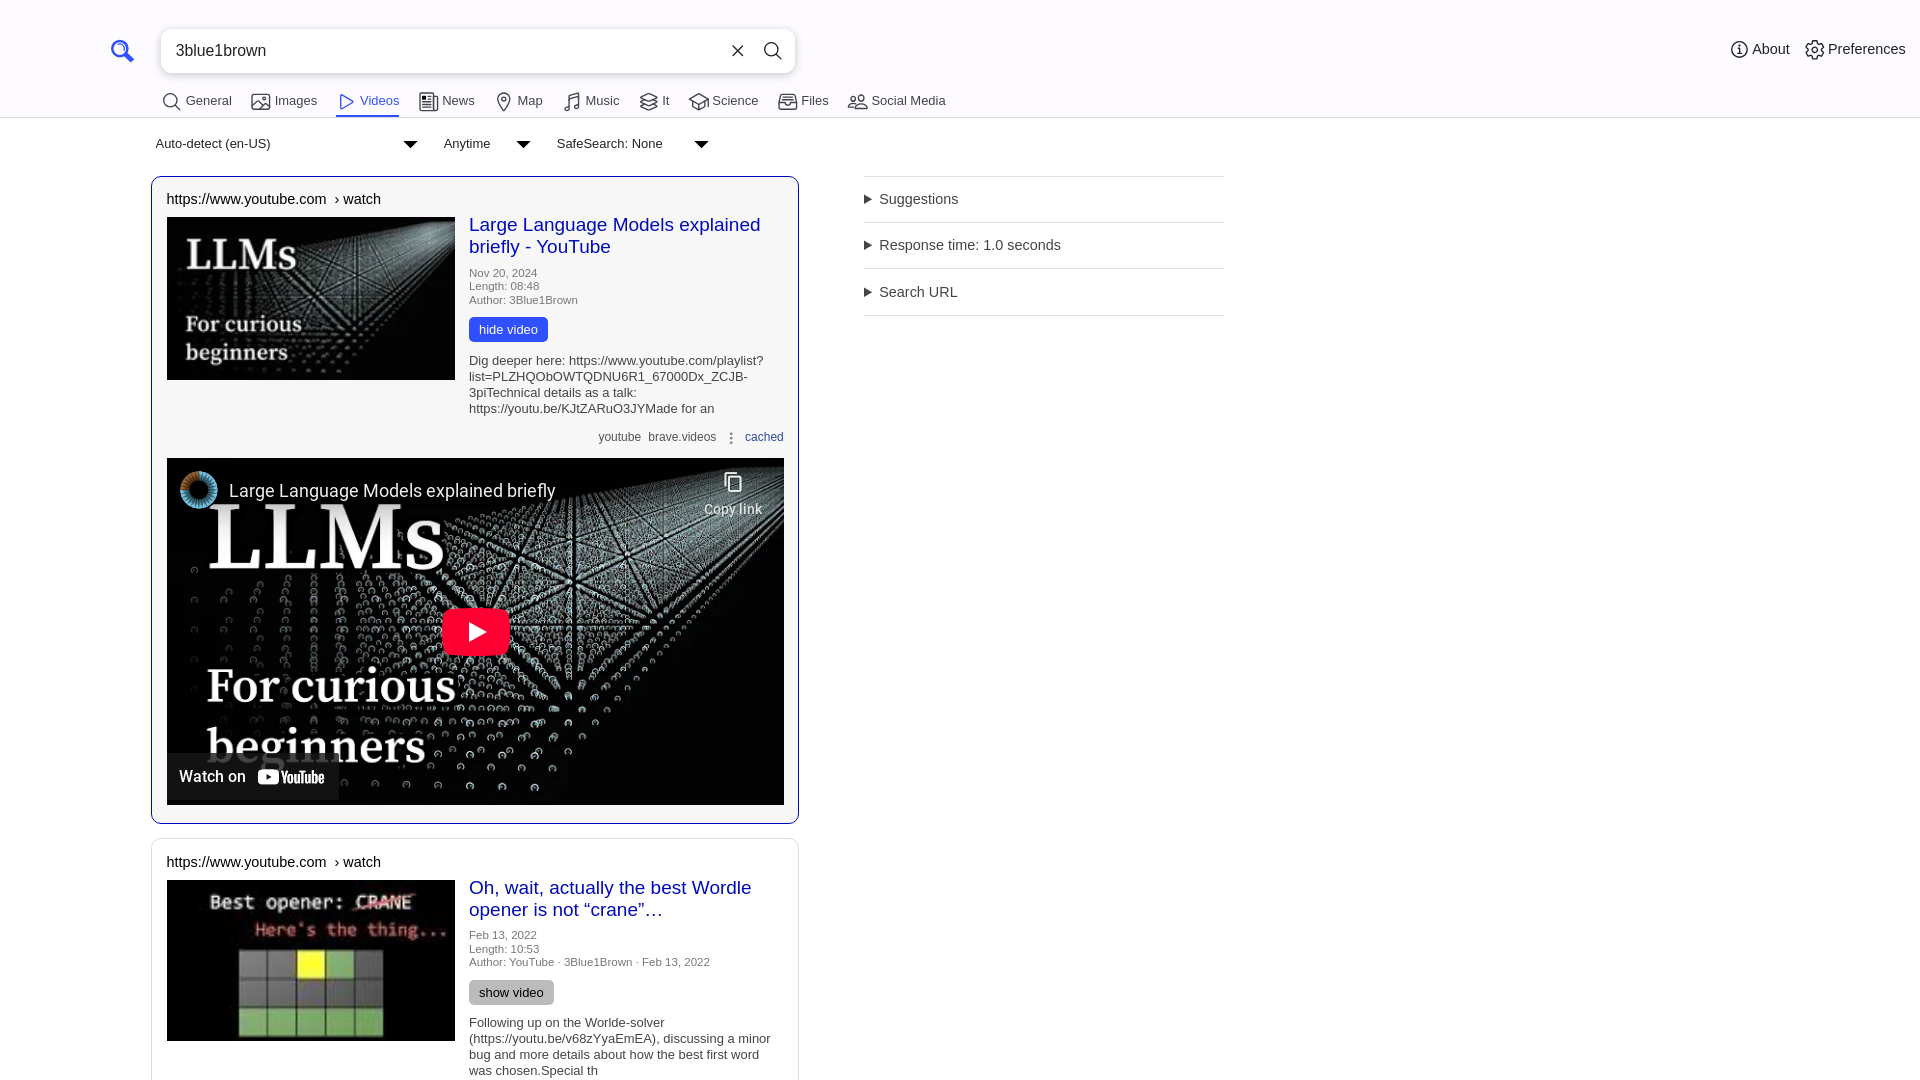 3blue1brown
About
Preferences
General
Images
Videos
News
Map
Music
It
Science
Files
Social Media
Auto-detect (en-US)
Anytime
SafeSearch: None
https://www.youtube.com › watch
LLMs
For curious
beginners
Large Language Models explained
briefly - YouTube
Nov 20, 2024
Length: 08:48
Author: 3Blue1Brown
hide video
Dig deeper here: https://www.youtube.com/playlist?
list=PLZHQObOWTQDNU6R1_67000Dx_ZCJB-
3piTechnical details as a talk:
https://youtu.be/KJtZARuO3JYMade for an
youtube brave.videos
cached
Large Language Models explained briefly
Copy link
LLMs
For curious
beginners
Watch on YouTube
https://www.youtube.com › watch
Best opener: CRANE
Here's the thing...
Oh, wait, actually the best Wordle
opener is not “crane”…
Feb 13, 2022
Length: 10:53
Author: YouTube · 3Blue1Brown · Feb 13, 2022
show video
Following up on the Worlde-solver
(https://youtu.be/v68zYyaEmEA), discussing a minor
bug and more details about how the best first word
was chosen.Special th
Suggestions
Response time: 1.0 seconds
Search URL